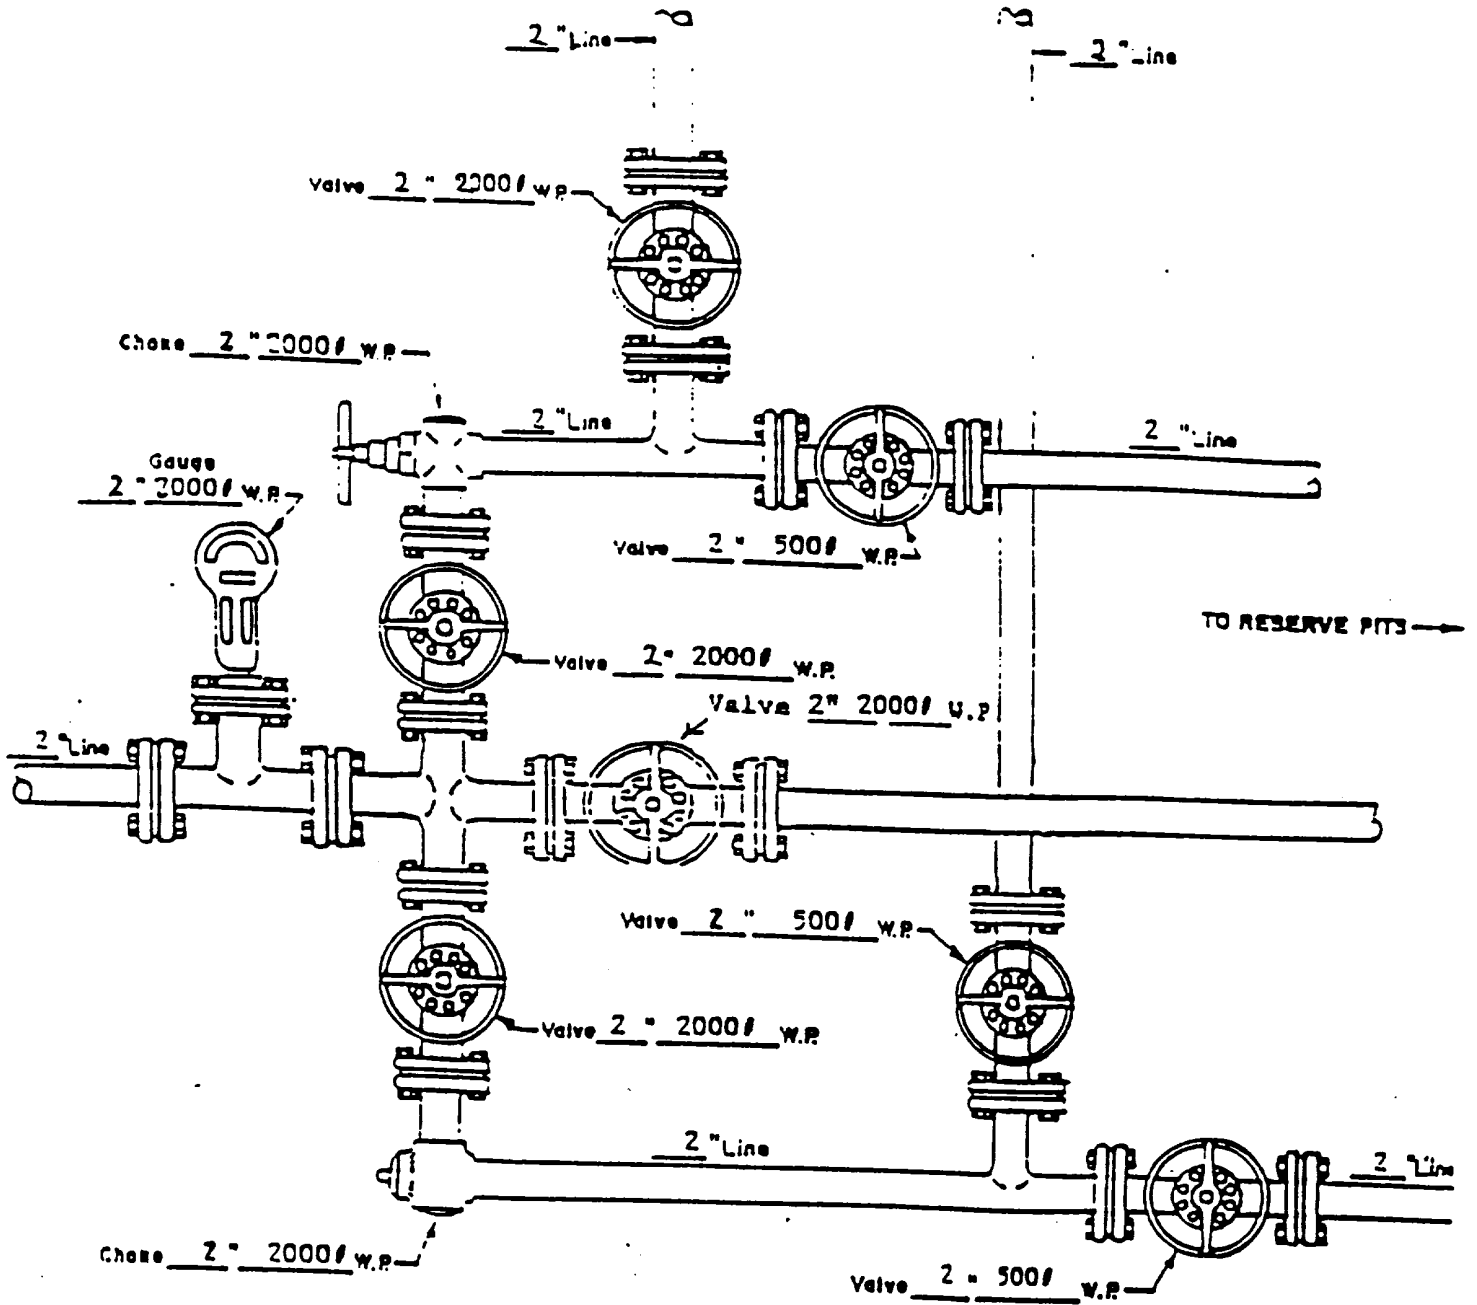 2 "Line
2 "Line
Valve 2 " 2000# W.P.
Choke 2 " 2000# W.P.
2 "Line
2 "Line
Gauge
2 " 2000# W.P.
Valve 2 " 500# W.P.
TO RESERVE PITS
Valve 2 " 2000# W.P.
Valve 2" 2000# W.P
2 "Line
Valve 2 " 500# W.P.
Valve 2 " 2000# W.P.
2 "Line
2 "Line
Choke 2 " 2000# W.P.
Valve 2 " 500# W.P.